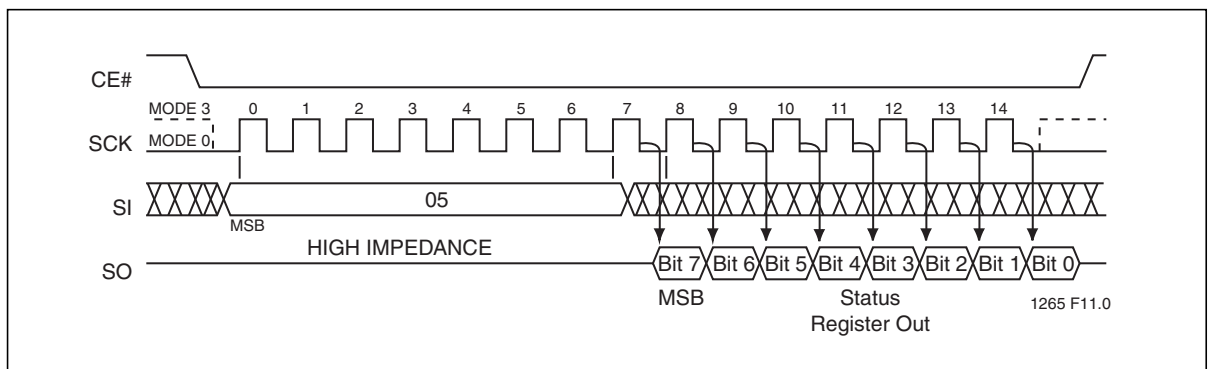 CE#
MODE 3 0 1 2 3 4 5 6 7 8 9 10 11 12 13 14
SCK MODE 0
SI 05
MSB
HIGH IMPEDANCE
SO Bit 7 Bit 6 Bit 5 Bit 4 Bit 3 Bit 2 Bit 1 Bit 0
MSB Status
Register Out
1265 F11.0